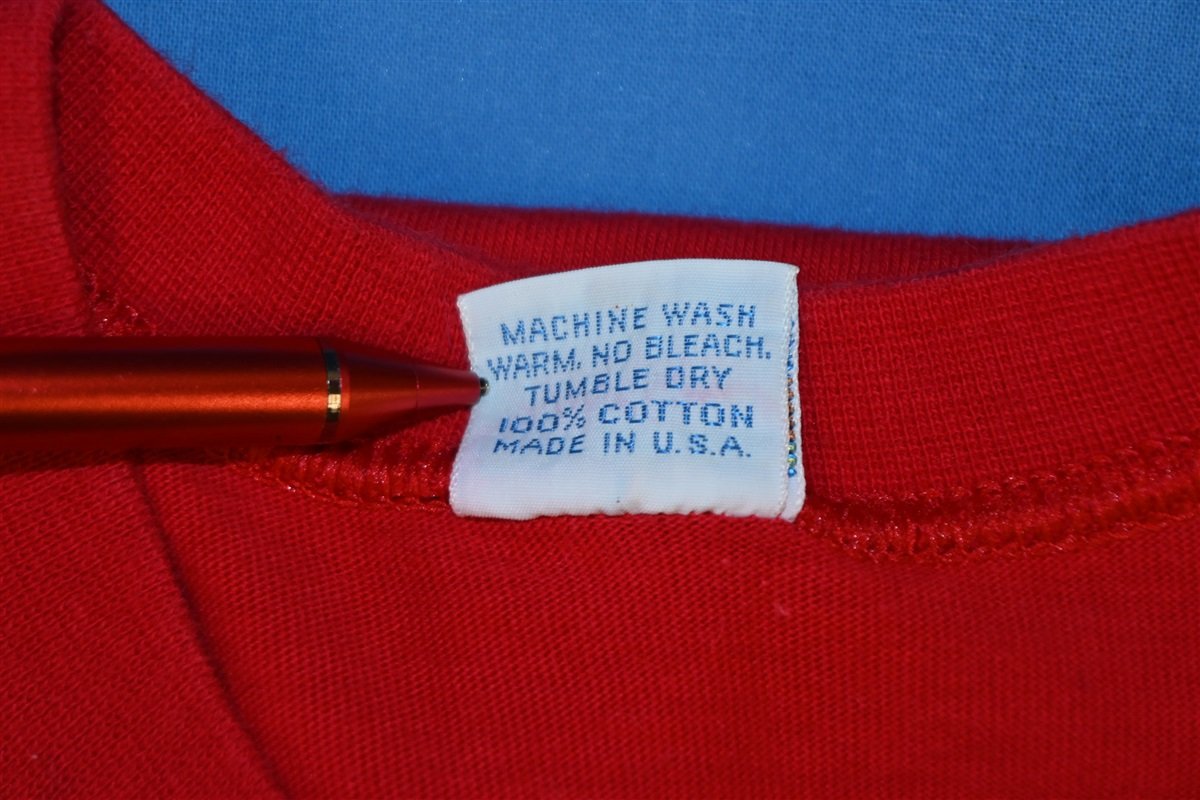 MACHINE WASH
WARM. NO BLEACH.
TUMBLE DRY
100% COTTON
MADE IN U.S.A.